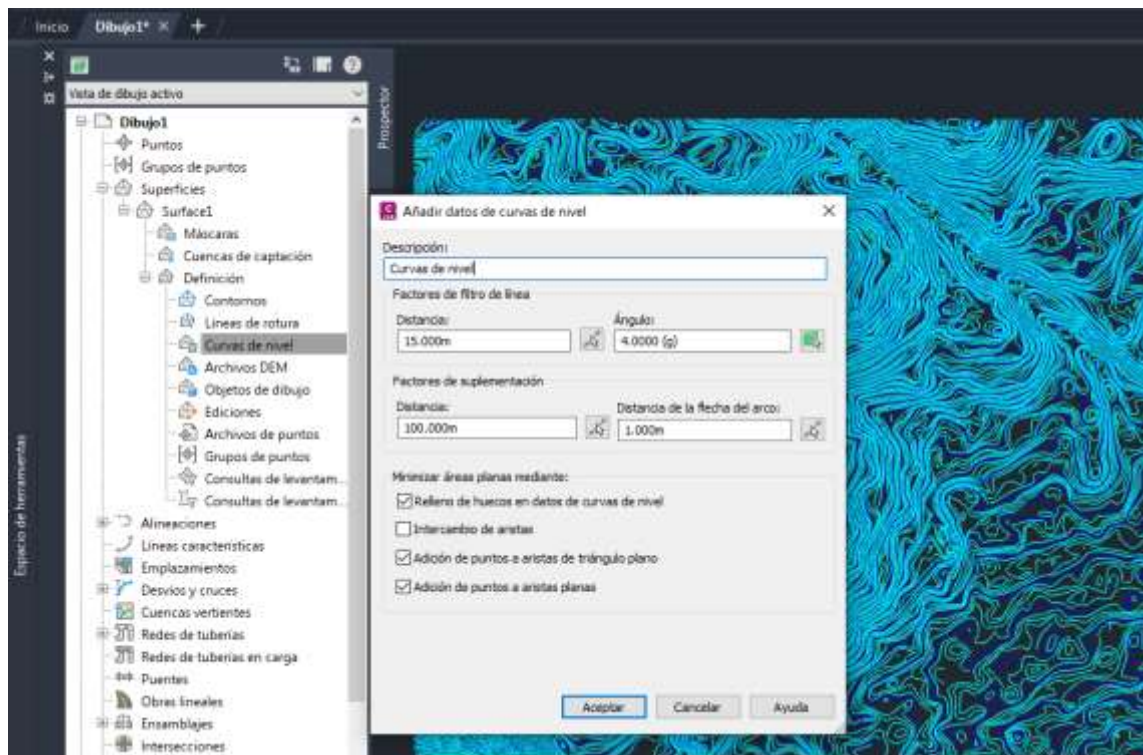 Inicio Dibujo1* × +
Vista de dibujo activo
Prospector
Espacio de herramientas
Dibujo1
Puntos
Grupos de puntos
Superficies
Surface1
Máscaras
Cuencas de captación
Definición
Contornos
Líneas de rotura
Curvas de nivel
Archivos DEM
Objetos de dibujo
Ediciones
Archivos de puntos
Grupos de puntos
Consultas de levantam...
Consultas de levantam...
Alineaciones
Líneas características
Emplazamientos
Desvíos y cruces
Cuencas vertientes
Redes de tuberías
Redes de tuberías en carga
Puentes
Obras lineales
Ensamblajes
Intersecciones
Añadir datos de curvas de nivel
Descripción:
Curvas de nivel
Factores de filtro de línea
Distancia: Ángulo:
15.000m 4.0000 (g)
Factores de suplementación
Distancia: Distancia de la flecha del arco:
100.000m 1.000m
Minimizar áreas planas mediante:
Relleno de huecos en datos de curvas de nivel
Intercambio de aristas
Adición de puntos a aristas de triángulo plano
Adición de puntos a aristas planas
Aceptar Cancelar Ayuda